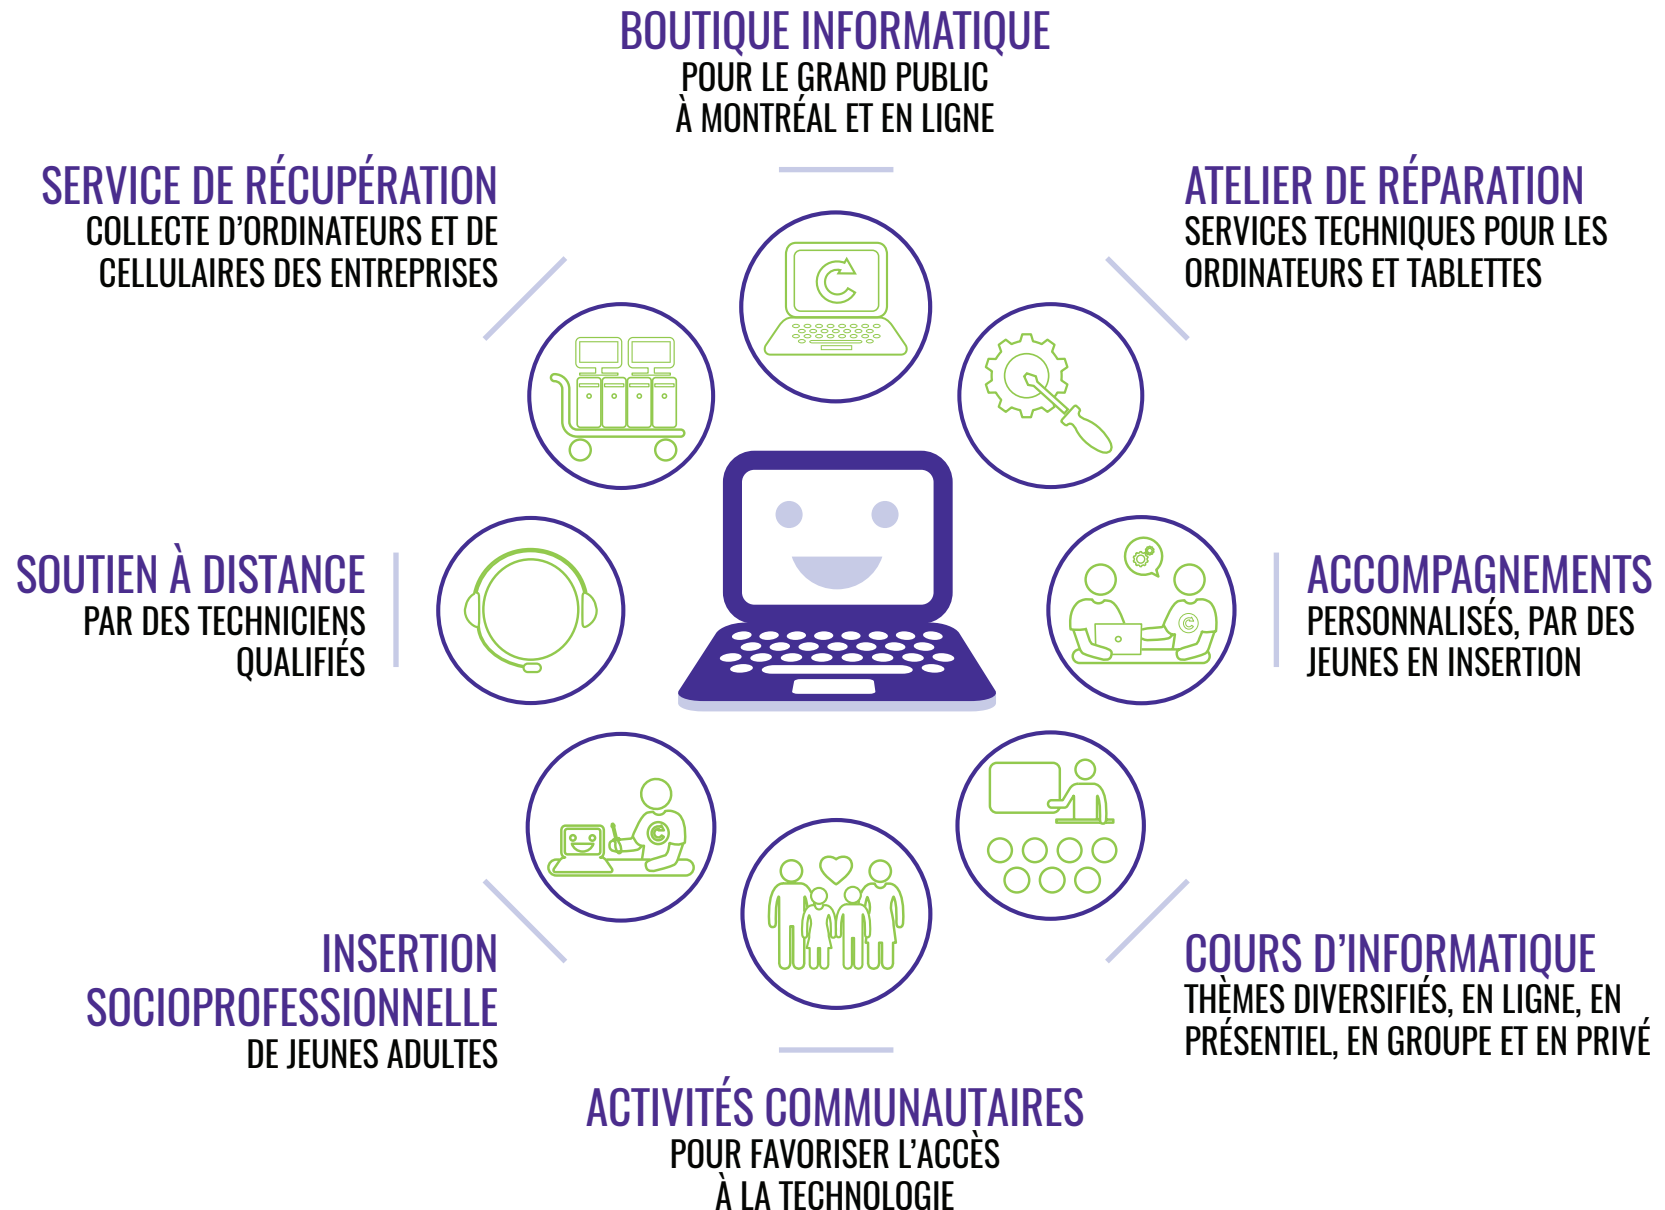 BOUTIQUE INFORMATIQUE
POUR LE GRAND PUBLIC
À MONTRÉAL ET EN LIGNE
SERVICE DE RÉCUPÉRATION
COLLECTE D'ORDINATEURS ET DE
CELLULAIRES DES ENTREPRISES
ATELIER DE RÉPARATION
SERVICES TECHNIQUES POUR LES
ORDINATEURS ET TABLETTES
SOUTIEN À DISTANCE
PAR DES TECHNICIENS
QUALIFIÉS
ACCOMPAGNEMENTS
PERSONNALISÉS, PAR DES
JEUNES EN INSERTION
INSERTION
SOCIOPROFESSIONNELLE
DE JEUNES ADULTES
COURS D'INFORMATIQUE
THÈMES DIVERSIFIÉS, EN LIGNE, EN
PRÉSENTIEL, EN GROUPE ET EN PRIVÉ
ACTIVITÉS COMMUNAUTAIRES
POUR FAVORISER L'ACCÈS
À LA TECHNOLOGIE